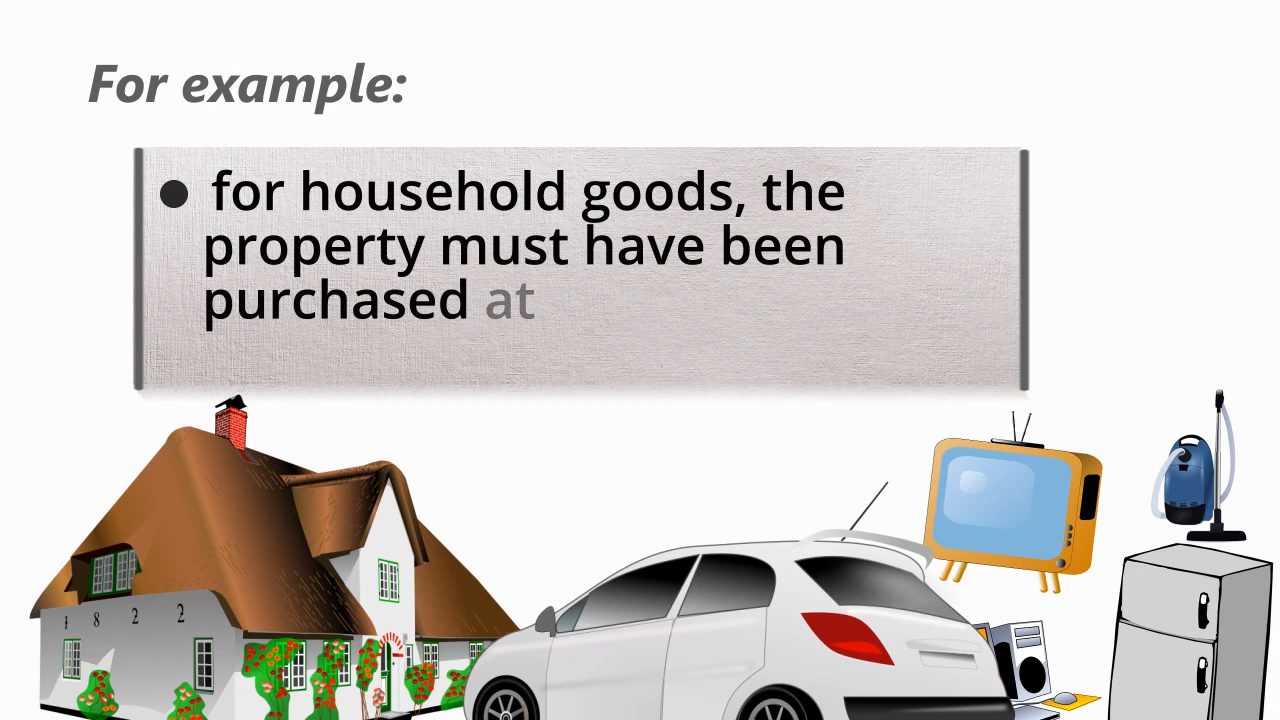 For example:
● for household goods, the
property must have been
purchased at
1 8 2 2